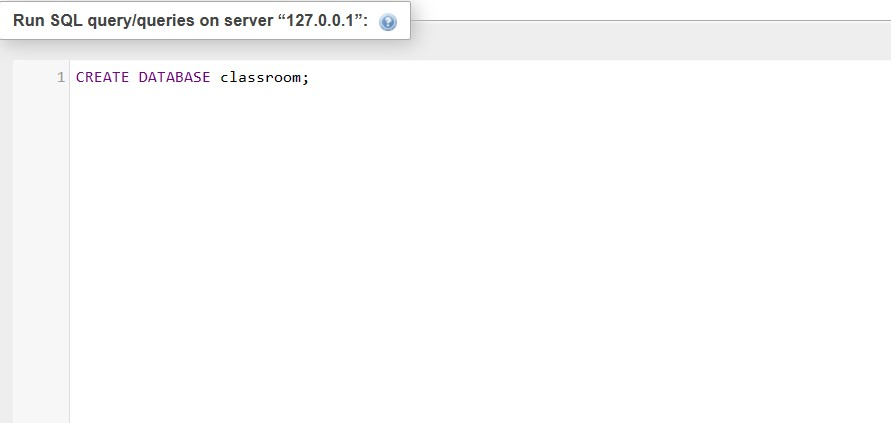 Run SQL query/queries on server “127.0.0.1”:
1 CREATE DATABASE classroom;